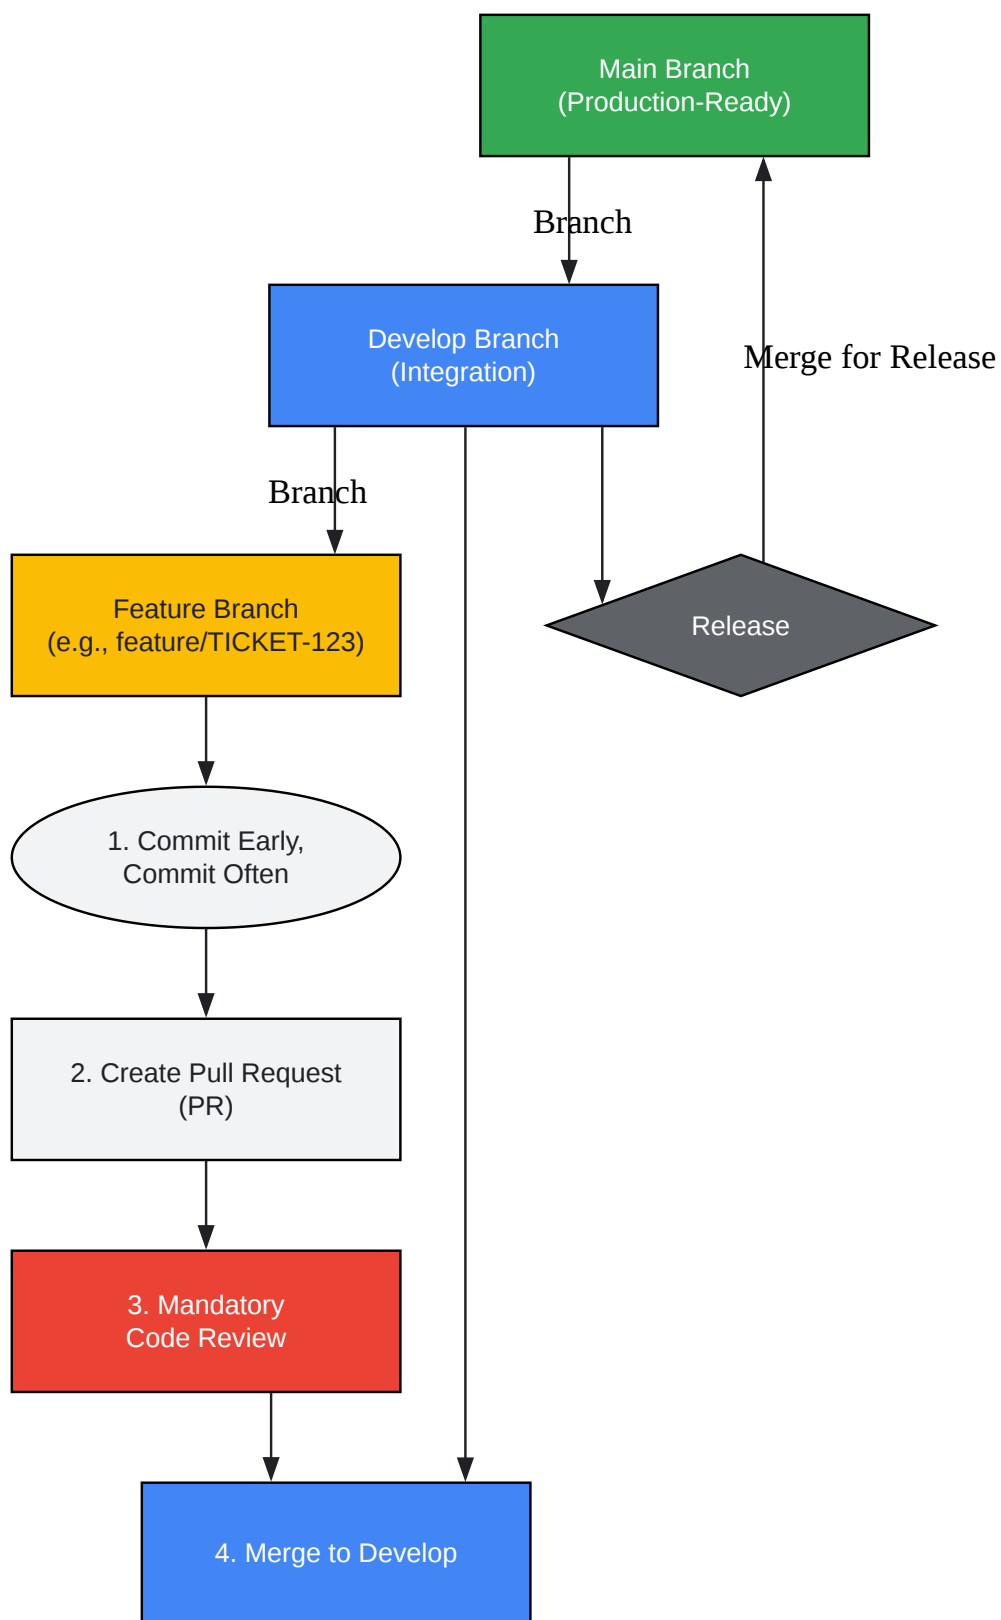 Main Branch
(Production-Ready)
Branch
Develop Branch
(Integration)
Merge for Release
Branch
Feature Branch
(e.g., feature/TICKET-123)
Release
1. Commit Early,
Commit Often
2. Create Pull Request
(PR)
3. Mandatory
Code Review
4. Merge to Develop